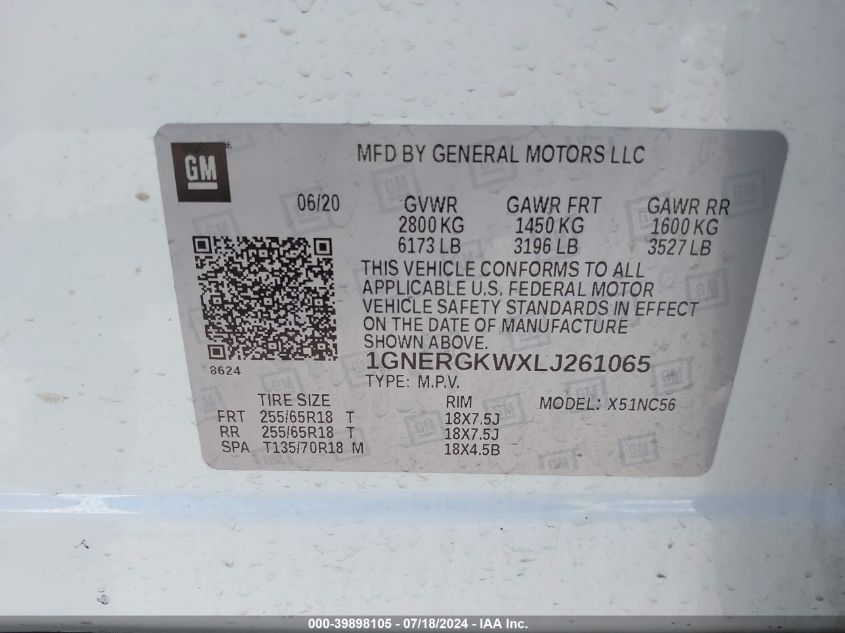 GM
MFD BY GENERAL MOTORS LLC
06/20 GVWR GAWR FRT GAWR RR
2800 KG 1450 KG 1600 KG
6173 LB 3196 LB 3527 LB
THIS VEHICLE CONFORMS TO ALL
APPLICABLE U.S. FEDERAL MOTOR
VEHICLE SAFETY STANDARDS IN EFFECT
ON THE DATE OF MANUFACTURE
SHOWN ABOVE.
8624 1GNERGKWXLJ261065
TYPE: M.P.V.
TIRE SIZE RIM MODEL: X51NC56
FRT 255/65R18 T 18X7.5J
RR 255/65R18 T 18X7.5J
SPA T135/70R18 M 18X4.5B
000-39898105 - 07/18/2024 - IAA Inc.